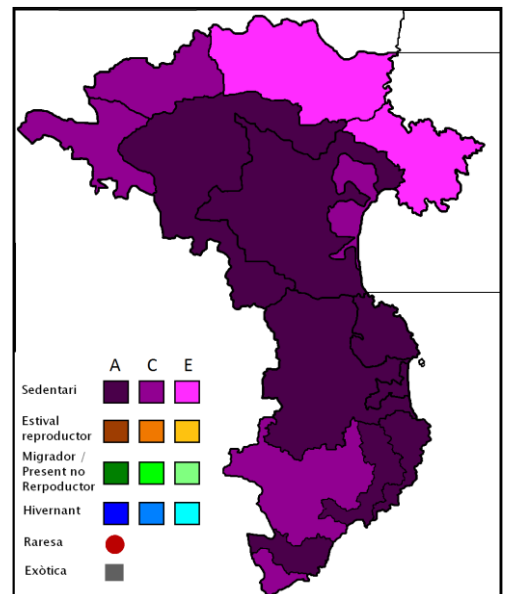 A C E
Sedentari
Estival
reproductor
Migrador /
Present no
Rerpoductor
Hivernant
Raresa
Exòtica